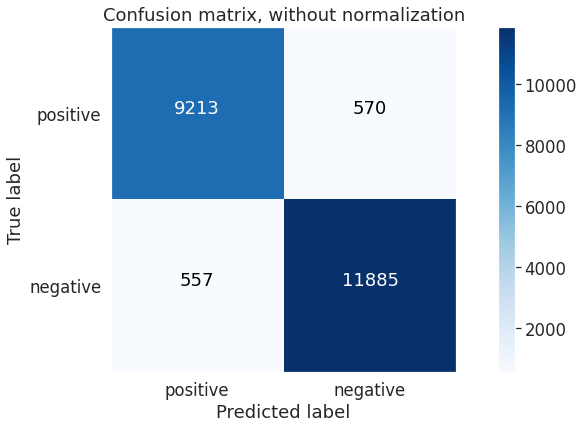 Confusion matrix, without normalization
True label
positive
negative
9213
570
557
11885
positive
negative
Predicted label
10000
8000
6000
4000
2000